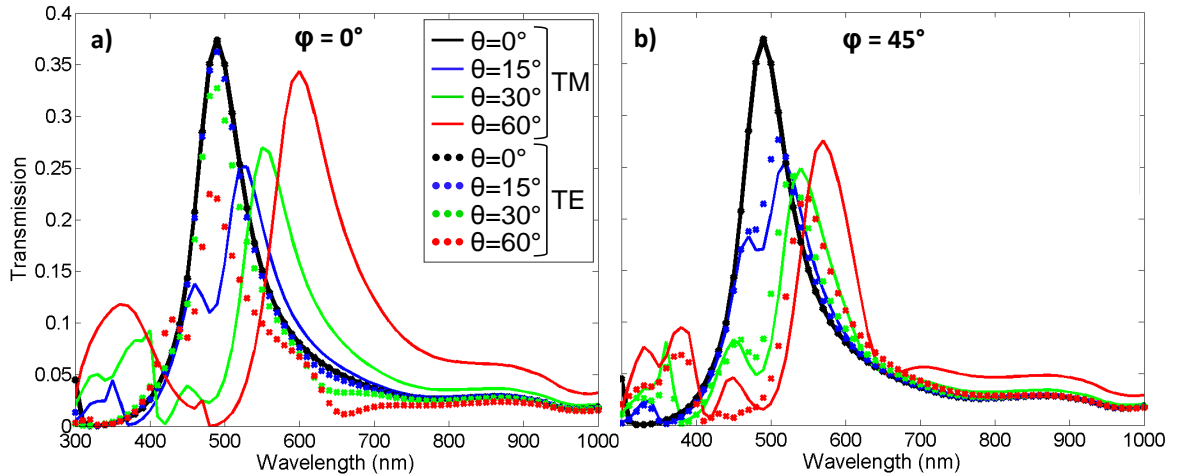 a)
φ = 0°
b)
φ = 45°
θ=0°
θ=15°
θ=30°
θ=60°
TM
θ=0°
θ=15°
θ=30°
θ=60°
TE
Transmission
0.4
0.35
0.3
0.25
0.2
0.15
0.1
0.05
0
300 400 500 600 700 800 900 1000
Wavelength (nm)
300 400 500 600 700 800 900 1000
Wavelength (nm)